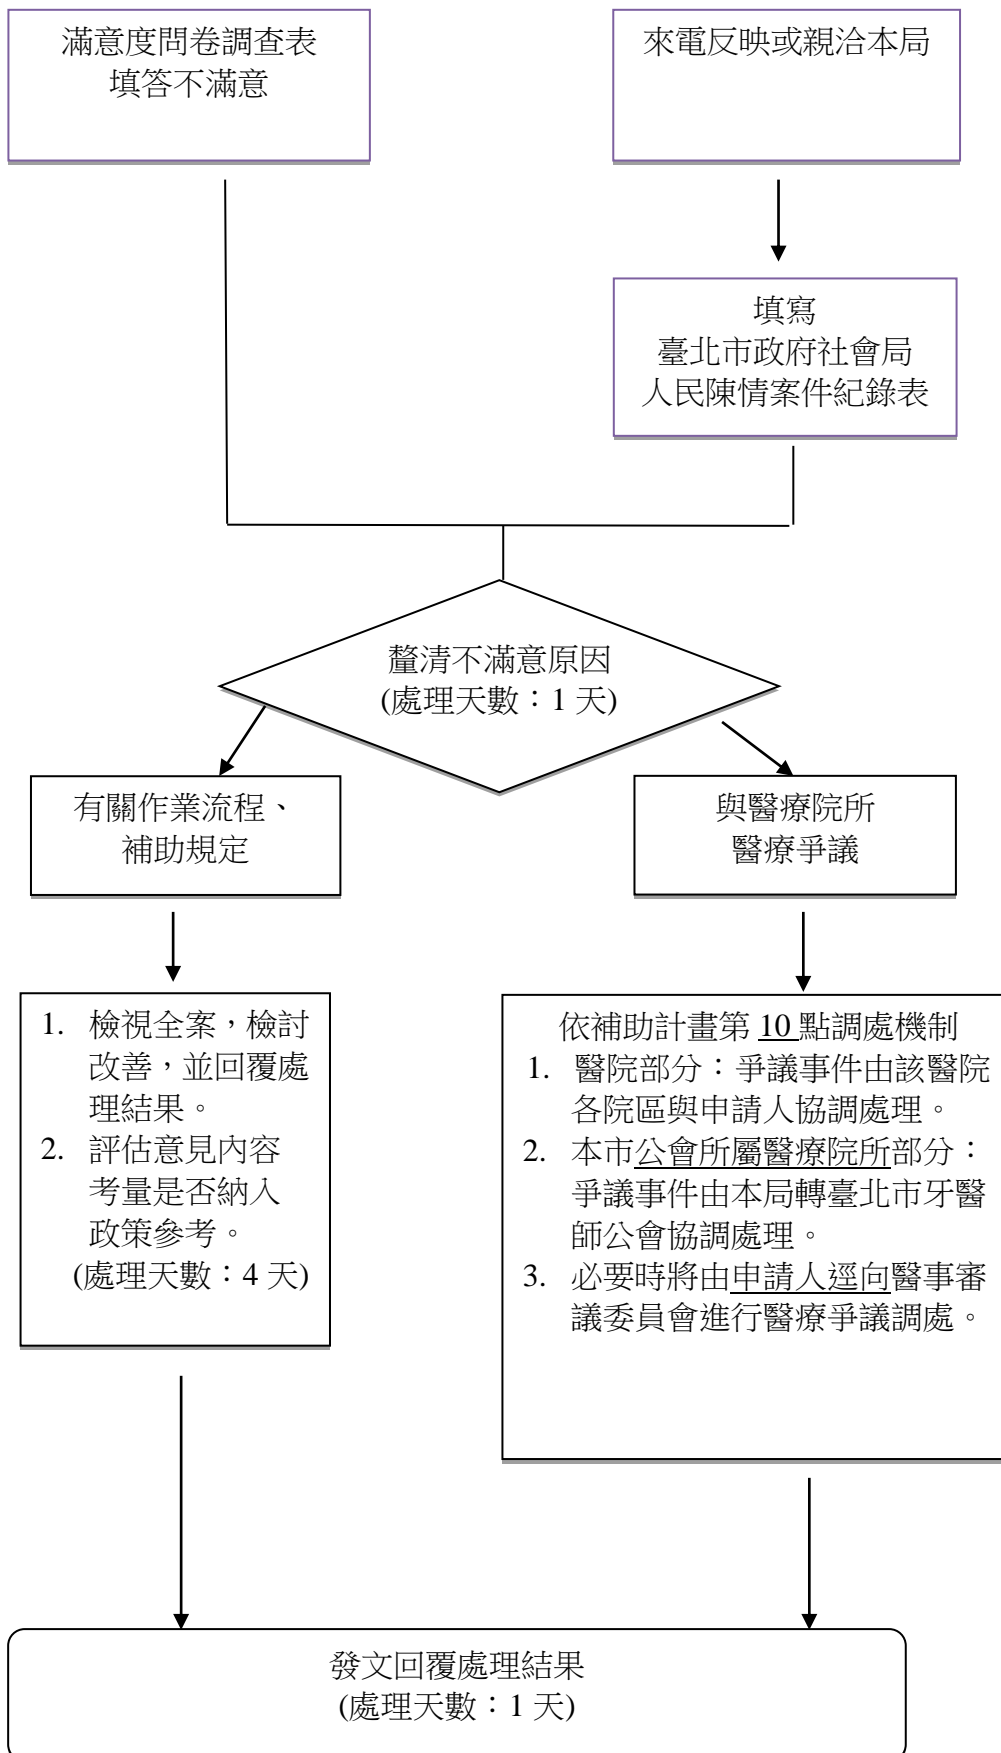 滿意度問卷調查表
填答不滿意
來電反映或親洽本局
填寫
臺北市政府社會局
人民陳情案件紀錄表
釐清不滿意原因
(處理天數：1 天)
有關作業流程、
補助規定
與醫療院所
醫療爭議
1. 檢視全案，檢討
改善，並回覆處
理結果。
2. 評估意見內容
考量是否納入
政策參考。
(處理天數：4 天)
依補助計畫第 10 點調處機制
1. 醫院部分：爭議事件由該醫院
各院區與申請人協調處理。
2. 本市公會所屬醫療院所部分：
爭議事件由本局轉臺北市牙醫
師公會協調處理。
3. 必要時將由申請人逕向醫事審
議委員會進行醫療爭議調處。
發文回覆處理結果
(處理天數：1 天)